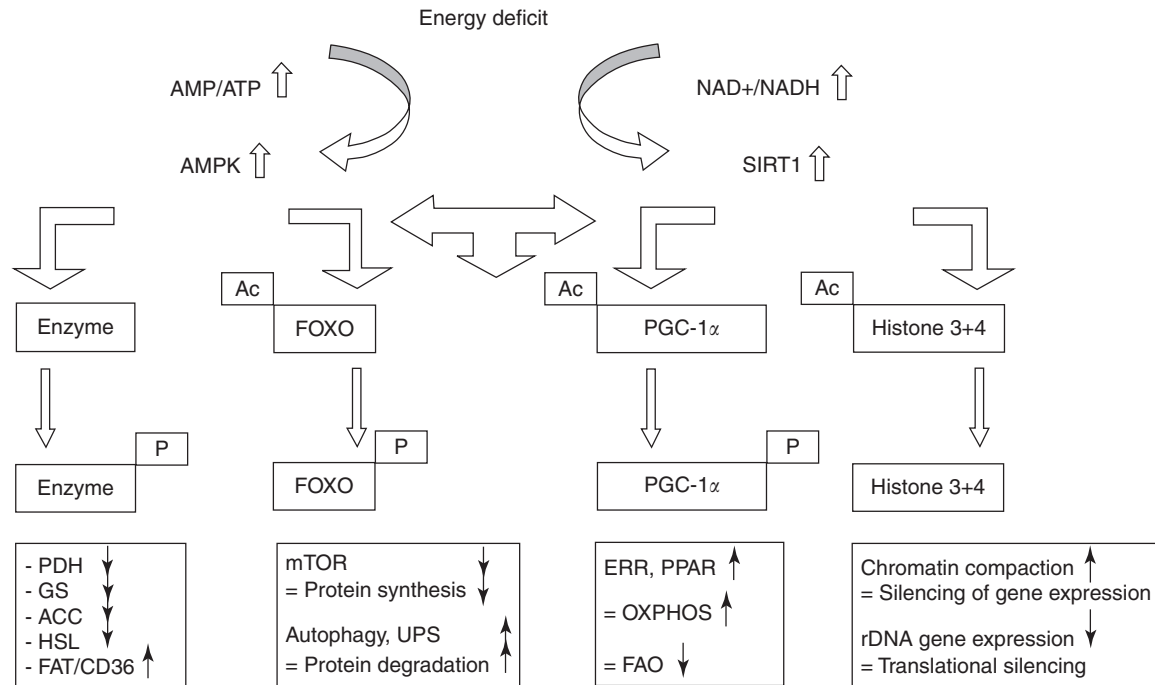 Energy deficit
AMP/ATP
NAD+/NADH
AMPK
SIRT1
Ac
Ac
Ac
Enzyme
FOXO
PGC-1α
Histone 3+4
P
P
P
Enzyme
FOXO
PGC-1α
Histone 3+4
- PDH
- GS
- ACC
- HSL
- FAT/CD36
mTOR
= Protein synthesis
Autophagy, UPS
= Protein degradation
ERR, PPAR
= OXPHOS
= FAO
Chromatin compaction
= Silencing of gene expression
rDNA gene expression
= Translational silencing